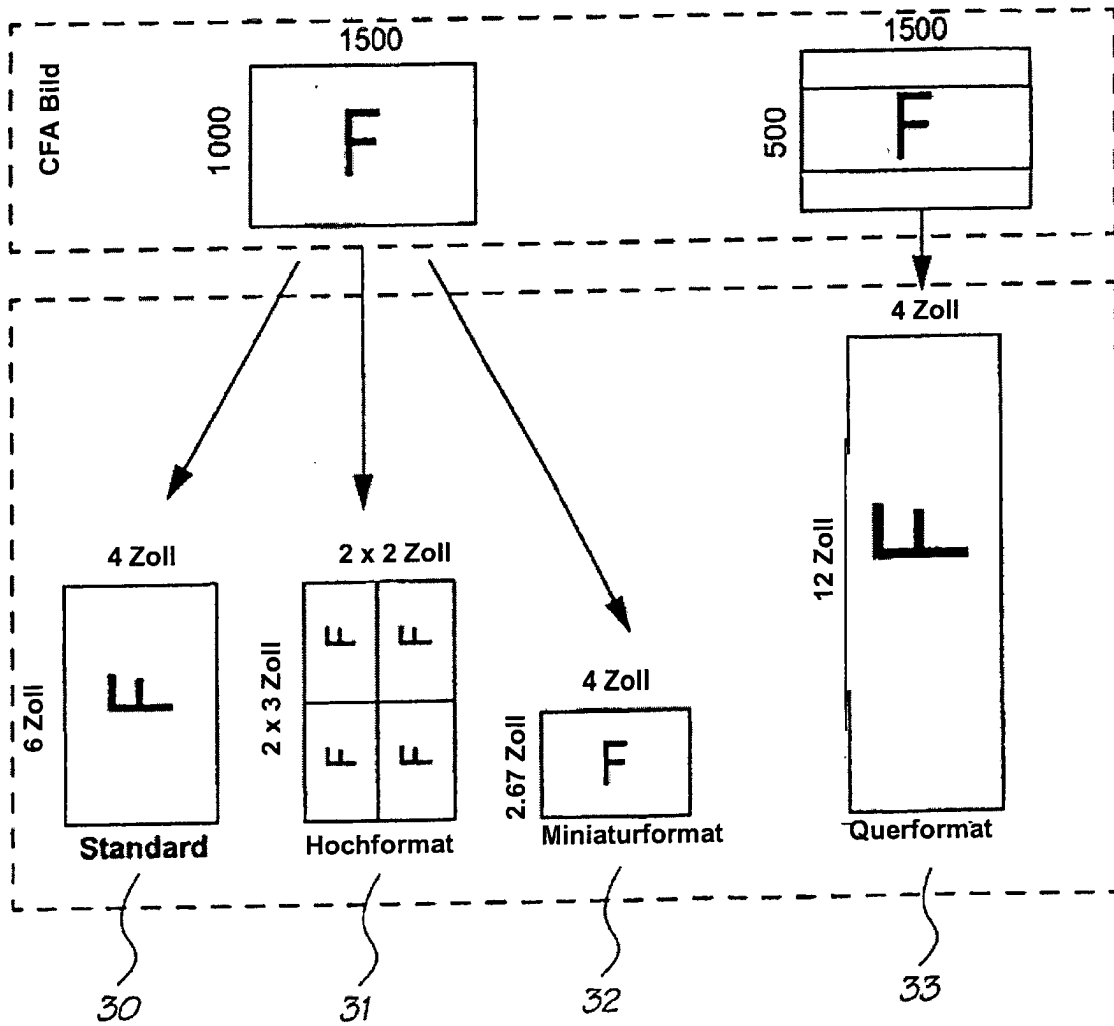 CFA Bild
1500
1000
F
1500
500
F
4 Zoll
6 Zoll
F
Standard
2 x 2 Zoll
2 x 3 Zoll
F F
F F
Hochformat
4 Zoll
2.67 Zoll
F
Miniaturformat
4 Zoll
12 Zoll
F
Querformat
30
31
32
33